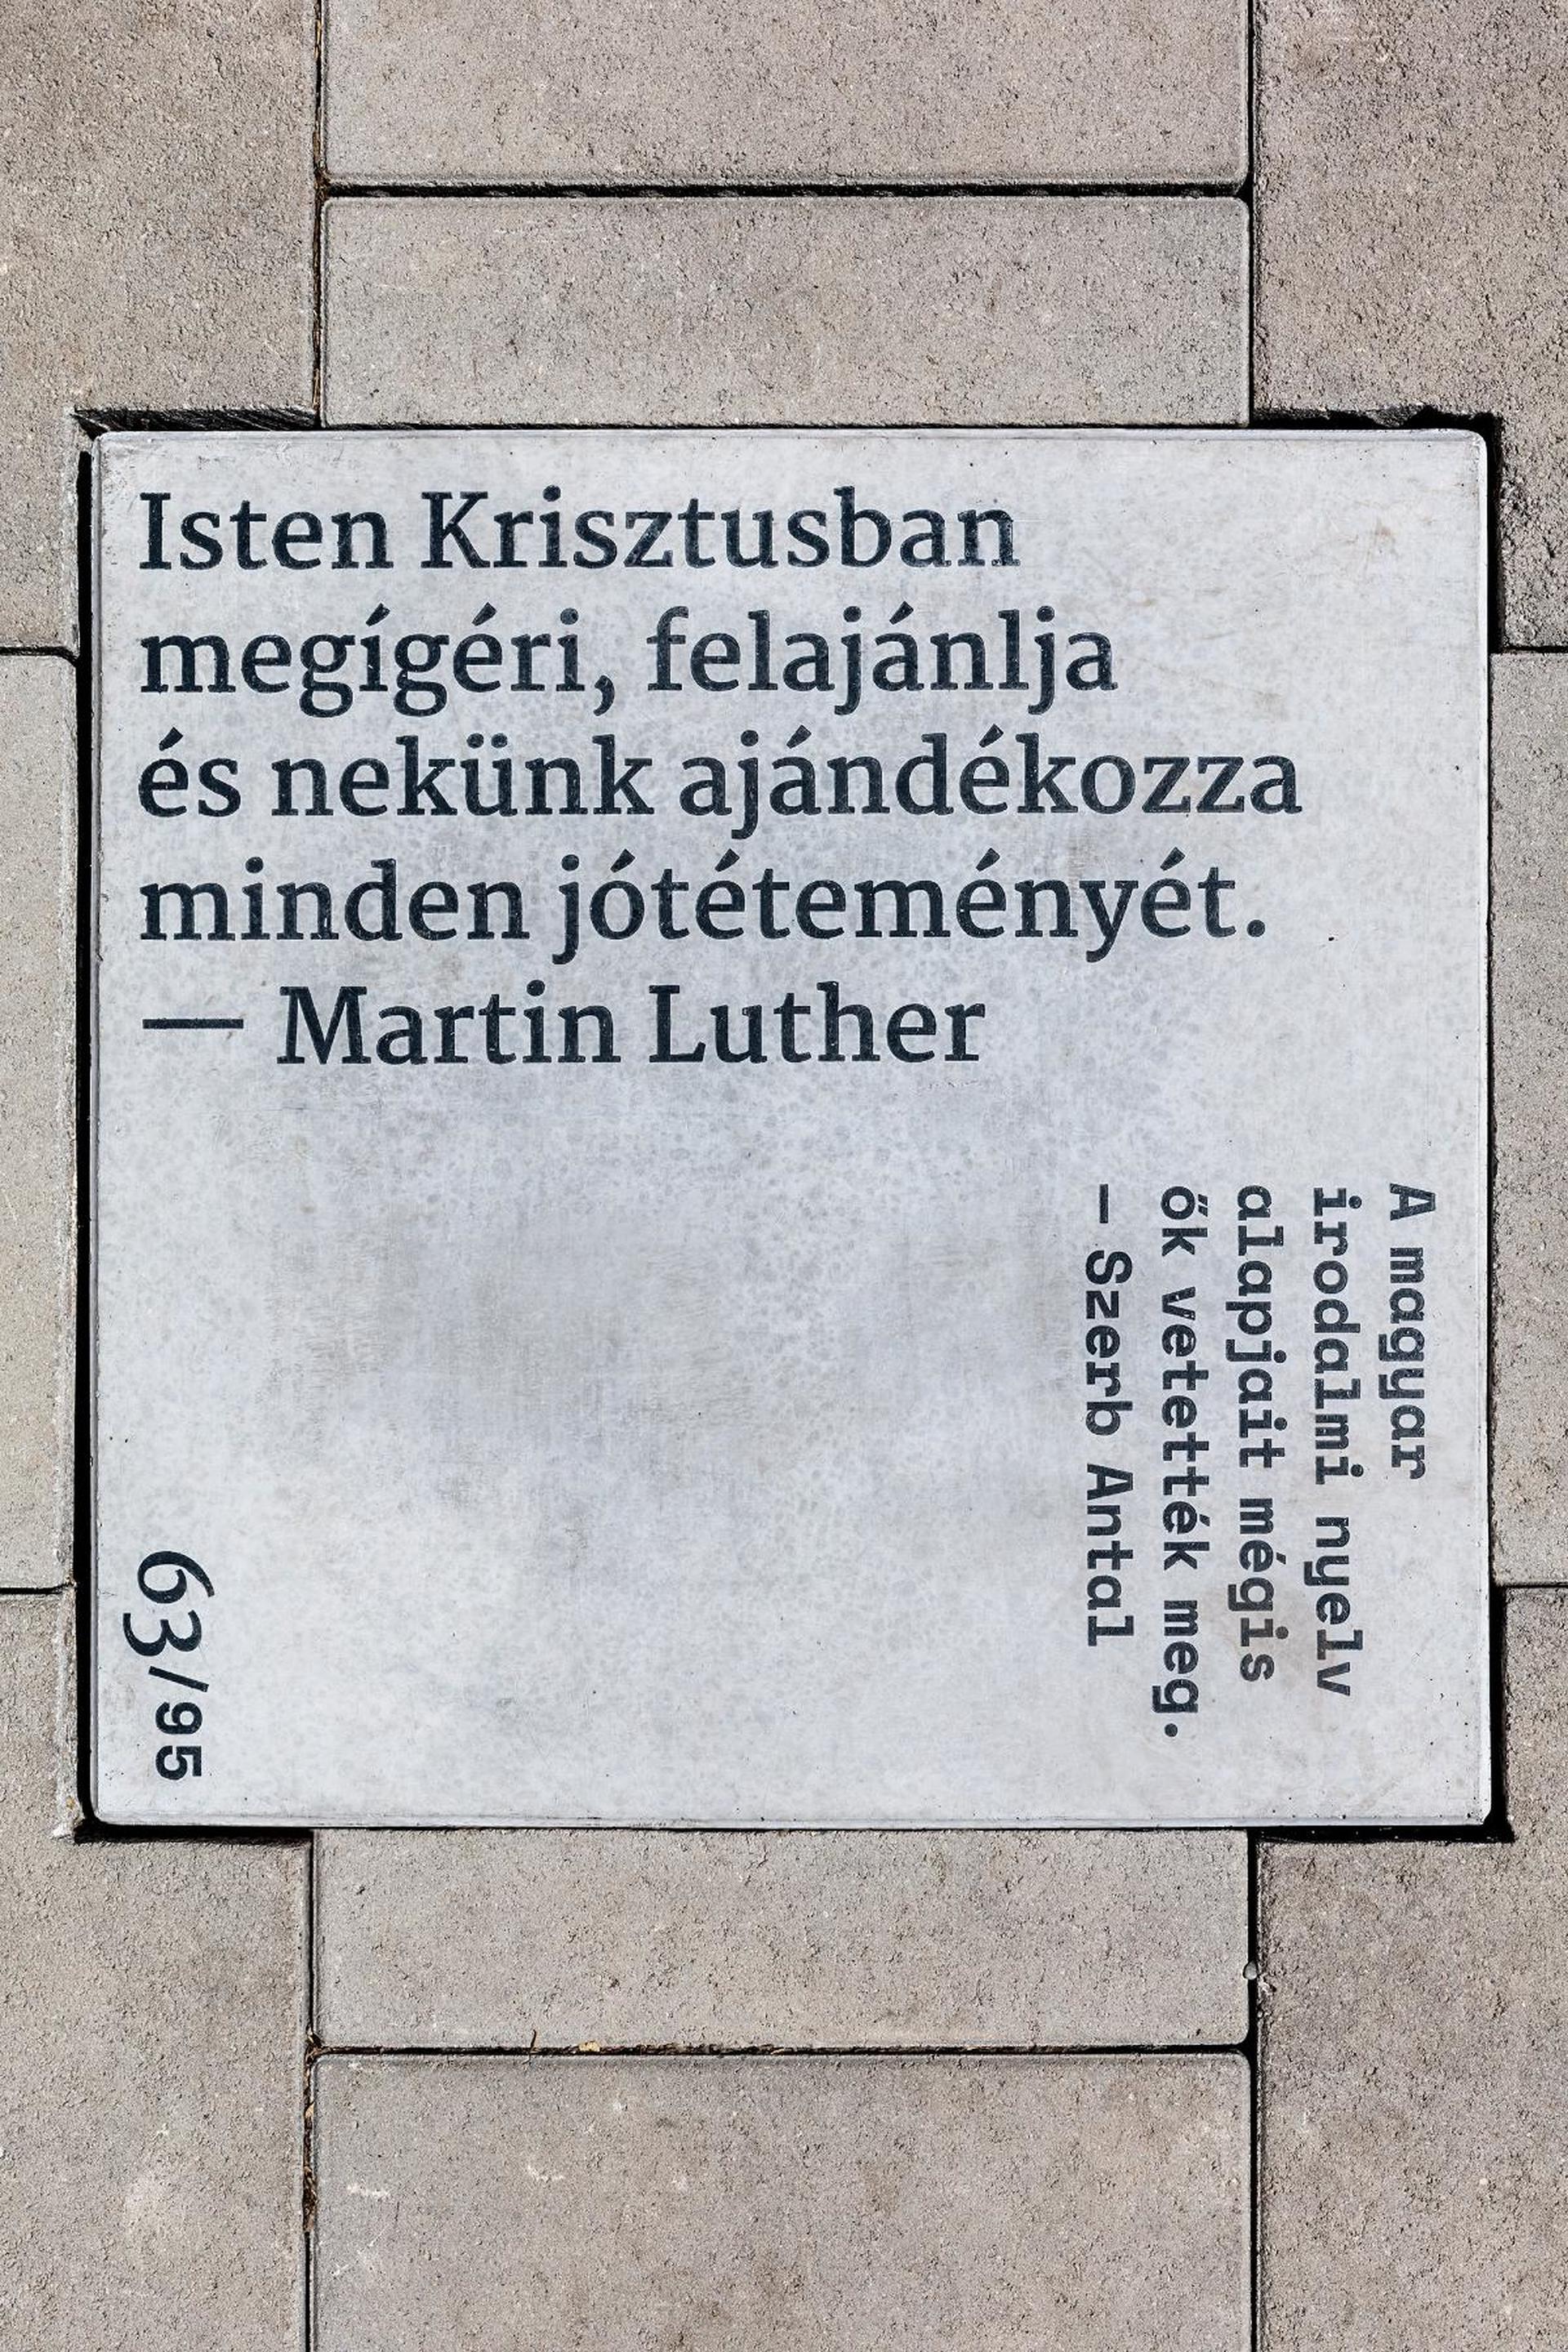 Isten Krisztusban
megígéri, felajánlja
és nekünk ajándékozza
minden jótéteményét.
— Martin Luther
A magyar
irodalmi nyelv
alapjait mégis
ők vetették meg.
— Szerb Antal
63/95